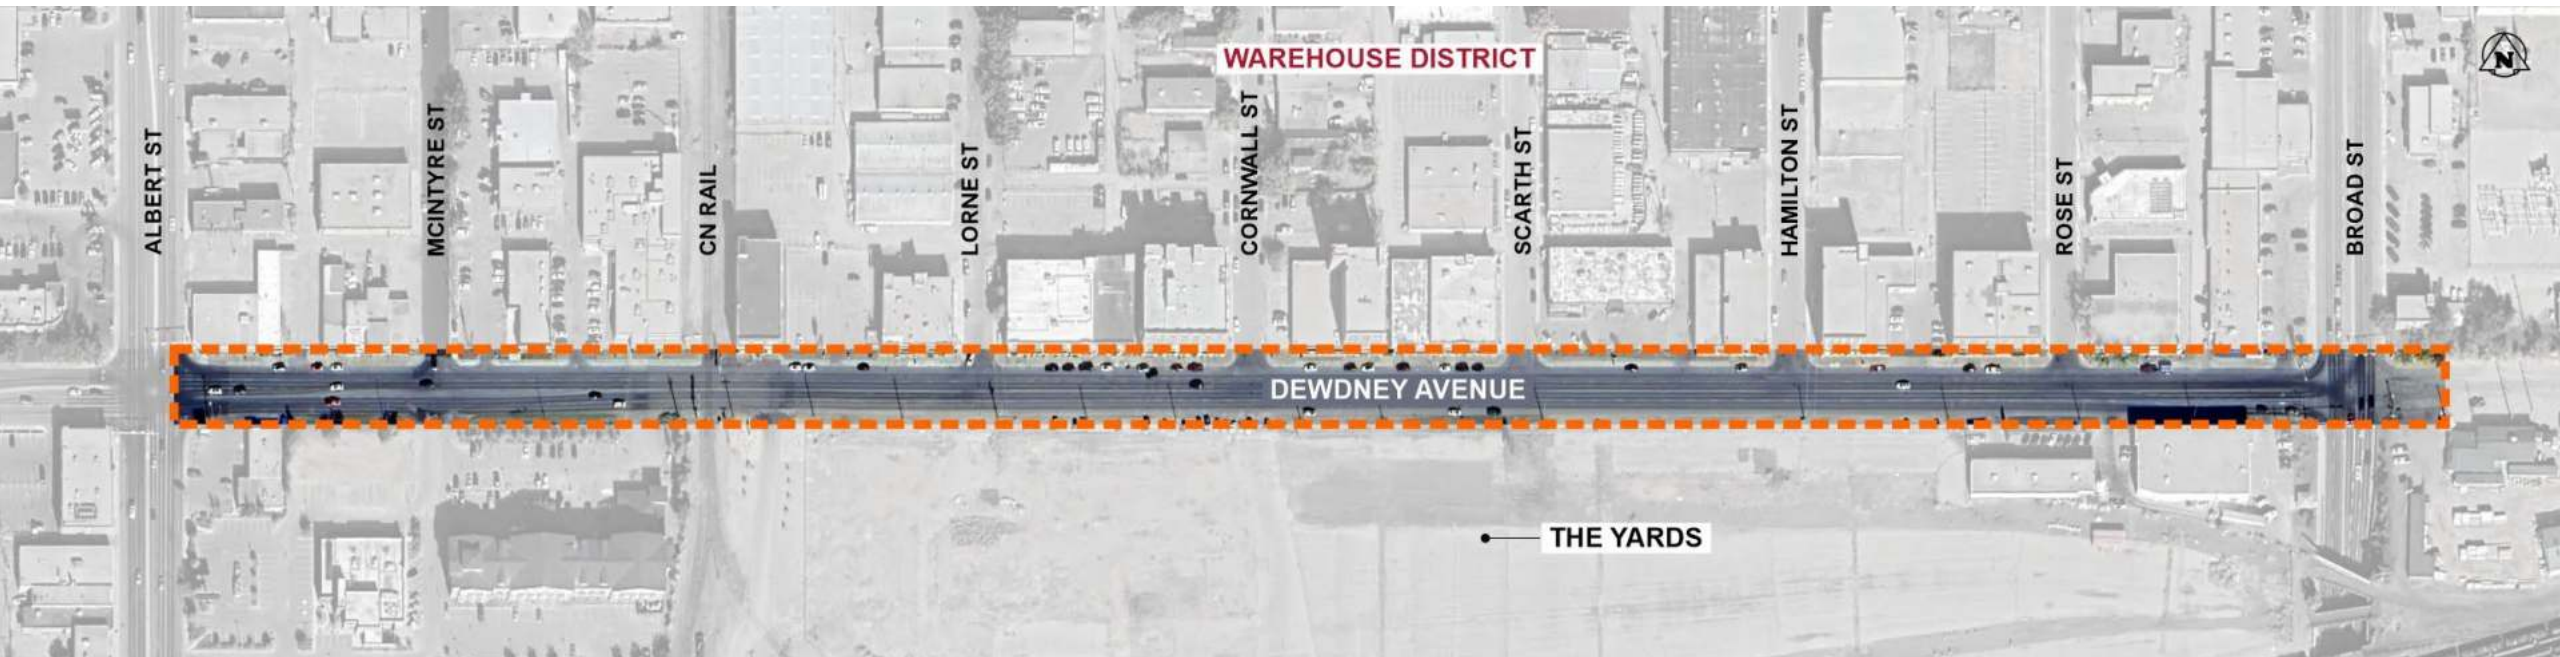 WAREHOUSE DISTRICT
N
ALBERT ST
MCINTYRE ST
CN RAIL
LORNE ST
CORNWALL ST
SCARTH ST
HAMILTON ST
ROSE ST
BROAD ST
DEWDNEY AVENUE
THE YARDS